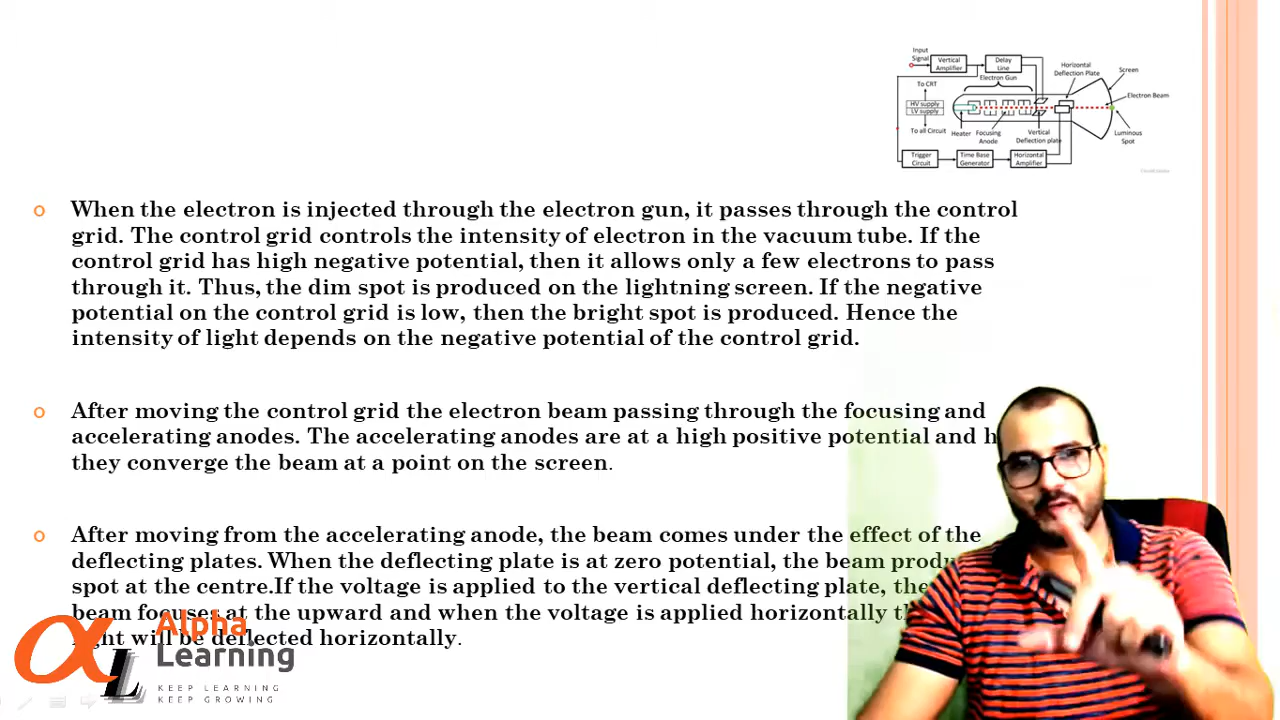 Input
Signal
Vertical
Amplifier
Delay
Line
Horizontal
Deflection Plate
Screen
Electron Gun
To CRT
Electron Beam
HV supply
LV supply
To all Circuit
Heater
Focusing
Anode
Vertical
Deflection plate
Luminous
Spot
Trigger
Circuit
Time Base
Generator
Horizontal
Amplifier
When the electron is injected through the electron gun, it passes through the control
grid. The control grid controls the intensity of electron in the vacuum tube. If the
control grid has high negative potential, then it allows only a few electrons to pass
through it. Thus, the dim spot is produced on the lightning screen. If the negative
potential on the control grid is low, then the bright spot is produced. Hence the
intensity of light depends on the negative potential of the control grid.
After moving the control grid the electron beam passing through the focusing and
accelerating anodes. The accelerating anodes are at a high positive potential and
they converge the beam at a point on the screen.
After moving from the accelerating anode, the beam comes under the effect of the
deflecting plates. When the deflecting plate is at zero potential, the beam
spot at the centre.If the voltage is applied to the vertical deflecting plate,
beam focuses at the upward and when the voltage is applied horizontally
light will be deflected horizontally.
αL
Alpha
Learning
KEEP LEARNING
KEEP GROWING